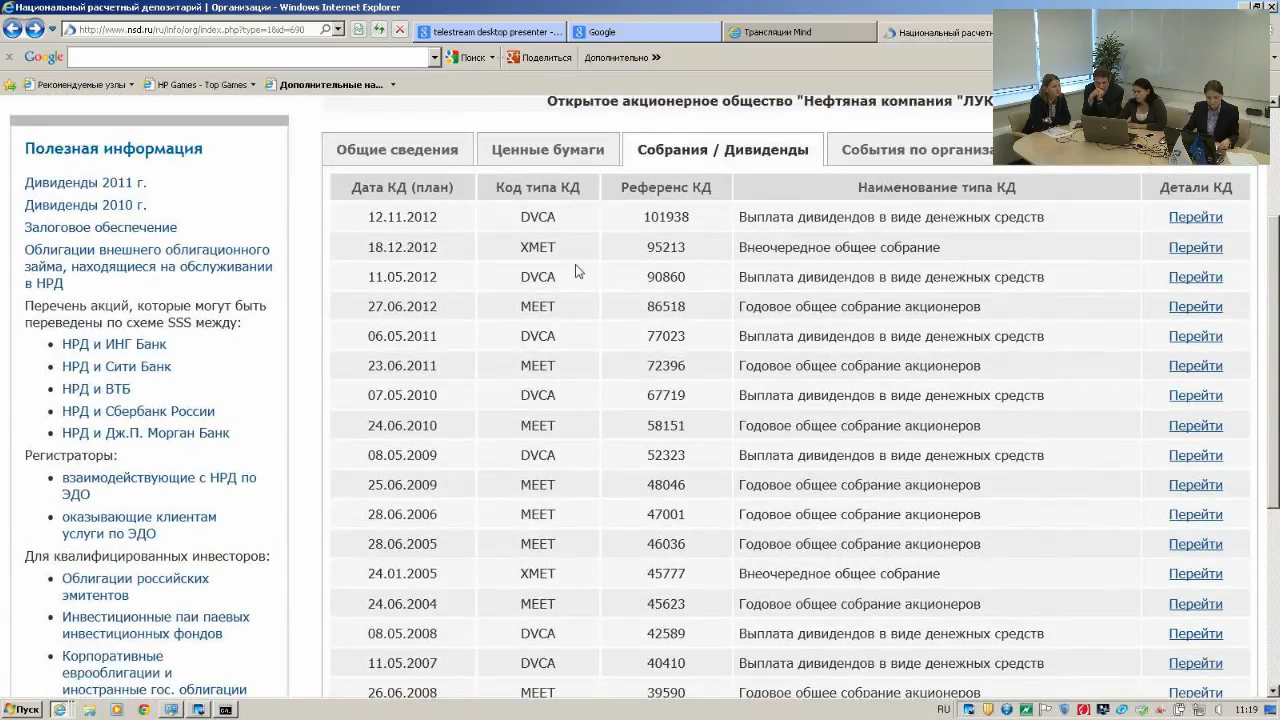 Национальный расчетный депозитарий | Организации - Windows Internet Explorer
http://www.nsd.ru/ru/info/org/index.php?type=1&id=690
telestream desktop presenter -...
Google
Трансляции Mind
Национальный расчетн
Google
Поиск
Поделиться
Дополнительно »
Рекомендуемые узлы
HP Games - Top Games
Дополнительные на...
Открытое акционерное общество "Нефтяная компания "ЛУК
Полезная информация
Дивиденды 2011 г.
Дивиденды 2010 г.
Залоговое обеспечение
Облигации внешнего облигационного
займа, находящиеся на обслуживании
в НРД
Перечень акций, которые могут быть
переведены по схеме SSS между:
НРД и ИНГ Банк
НРД и Сити Банк
НРД и ВТБ
НРД и Сбербанк России
НРД и Дж.П. Морган Банк
Регистраторы:
взаимодействующие с НРД по
ЭДО
оказывающие клиентам
услуги по ЭДО
Для квалифицированных инвесторов:
Облигации российских
эмитентов
Инвестиционные паи паевых
инвестиционных фондов
Корпоративные
еврооблигации и
иностранные гос. облигации
Общие сведения Ценные бумаги Собрания / Дивиденды События по организа
Дата КД (план) Код типа КД Референс КД Наименование типа КД Детали КД
12.11.2012 DVCA 101938 Выплата дивидендов в виде денежных средств Перейти
18.12.2012 XMET 95213 Внеочередное общее собрание Перейти
11.05.2012 DVCA 90860 Выплата дивидендов в виде денежных средств Перейти
27.06.2012 MEET 86518 Годовое общее собрание акционеров Перейти
06.05.2011 DVCA 77023 Выплата дивидендов в виде денежных средств Перейти
23.06.2011 MEET 72396 Годовое общее собрание акционеров Перейти
07.05.2010 DVCA 67719 Выплата дивидендов в виде денежных средств Перейти
24.06.2010 MEET 58151 Годовое общее собрание акционеров Перейти
08.05.2009 DVCA 52323 Выплата дивидендов в виде денежных средств Перейти
25.06.2009 MEET 48046 Годовое общее собрание акционеров Перейти
28.06.2006 MEET 47001 Годовое общее собрание акционеров Перейти
28.06.2005 MEET 46036 Годовое общее собрание акционеров Перейти
24.01.2005 XMET 45777 Внеочередное общее собрание Перейти
24.06.2004 MEET 45623 Годовое общее собрание акционеров Перейти
08.05.2008 DVCA 42589 Выплата дивидендов в виде денежных средств Перейти
11.05.2007 DVCA 40410 Выплата дивидендов в виде денежных средств Перейти
26.06.2008 MEET 39590 Годовое общее собрание акционеров Перейти
Пуск
RU
11:19